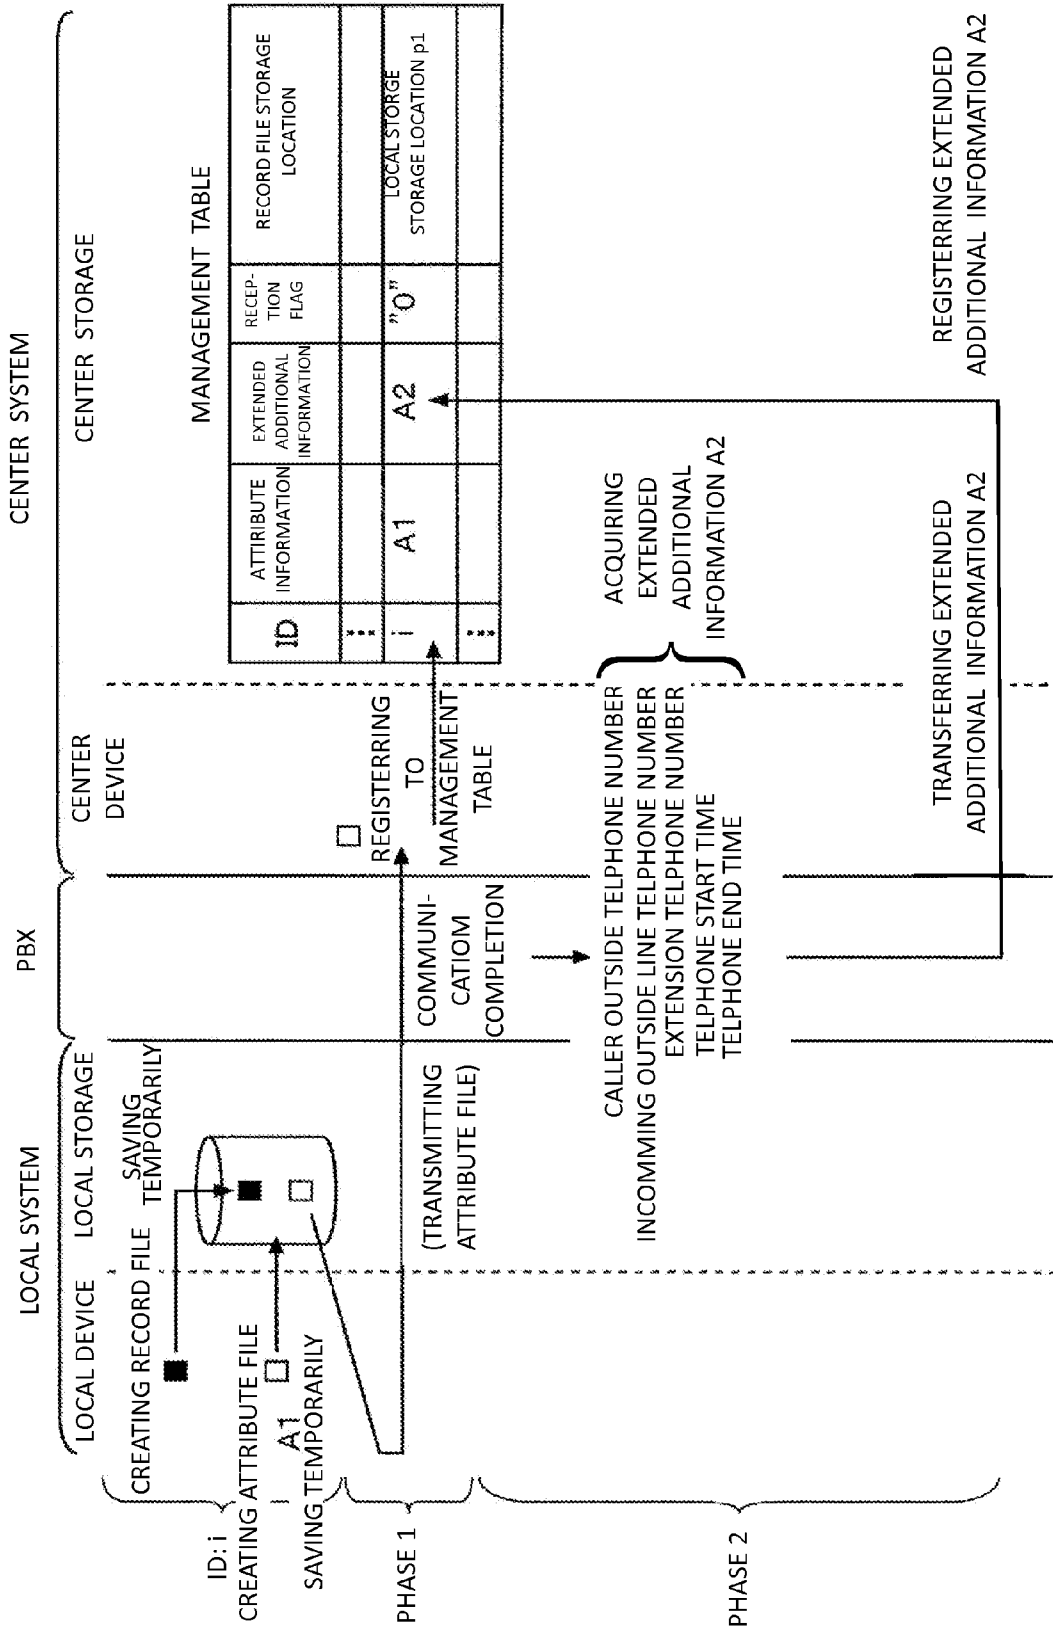 LOCAL SYSTEM
PBX
CENTER SYSTEM
LOCAL DEVICE
LOCAL STORAGE
CENTER
DEVICE
CENTER STORAGE
CREATING RECORD FILE
SAVING
TEMPORARILY
ID: i
CREATING ATTRIBUTE FILE
A1
SAVING TEMPORARILY
SAVING TEMPORARILY
MANAGEMENT TABLE
ID
ATTIRIBUTE
INFORMATION
EXTENDED
ADDITIONAL
INFORMATION
RECEP-
TION
FLAG
RECORD FILE STORAGE
LOCATION
i
A1
A2
"0"
LOCAL STORGE
STORAGE LOCATION p1
PHASE 1
(TRANSMITTING
ATTRIBUTE FILE)
REGISTERRING
TO
MANAGEMENT
TABLE
COMMUNI-
CATIOM
COMPLETION
PHASE 2
CALLER OUTSIDE TELPHONE NUMBER
INCOMMING OUTSIDE LINE TELPHONE NUMBER
EXTENSION TELPHONE NUMBER
TELPHONE START TIME
TELPHONE END TIME
ACQUIRING
EXTENDED
ADDITIONAL
INFORMATION A2
TRANSFERRING EXTENDED
ADDITIONAL INFORMATION A2
REGISTERRING EXTENDED
ADDITIONAL INFORMATION A2